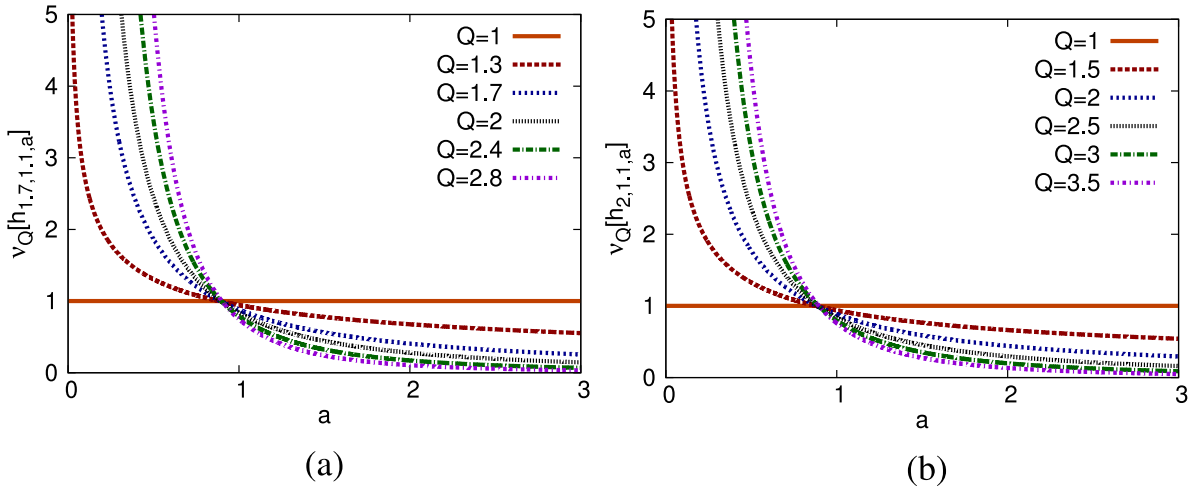 5
4
3
2
1
0
ν_Q[h_{1.7,1.1,a}]
Q=1
Q=1.3
Q=1.7
Q=2
Q=2.4
Q=2.8
0 1 2 3
a
(a)
5
4
3
2
1
0
ν_Q[h_{2,1.1,a}]
Q=1
Q=1.5
Q=2
Q=2.5
Q=3
Q=3.5
0 1 2 3
a
(b)